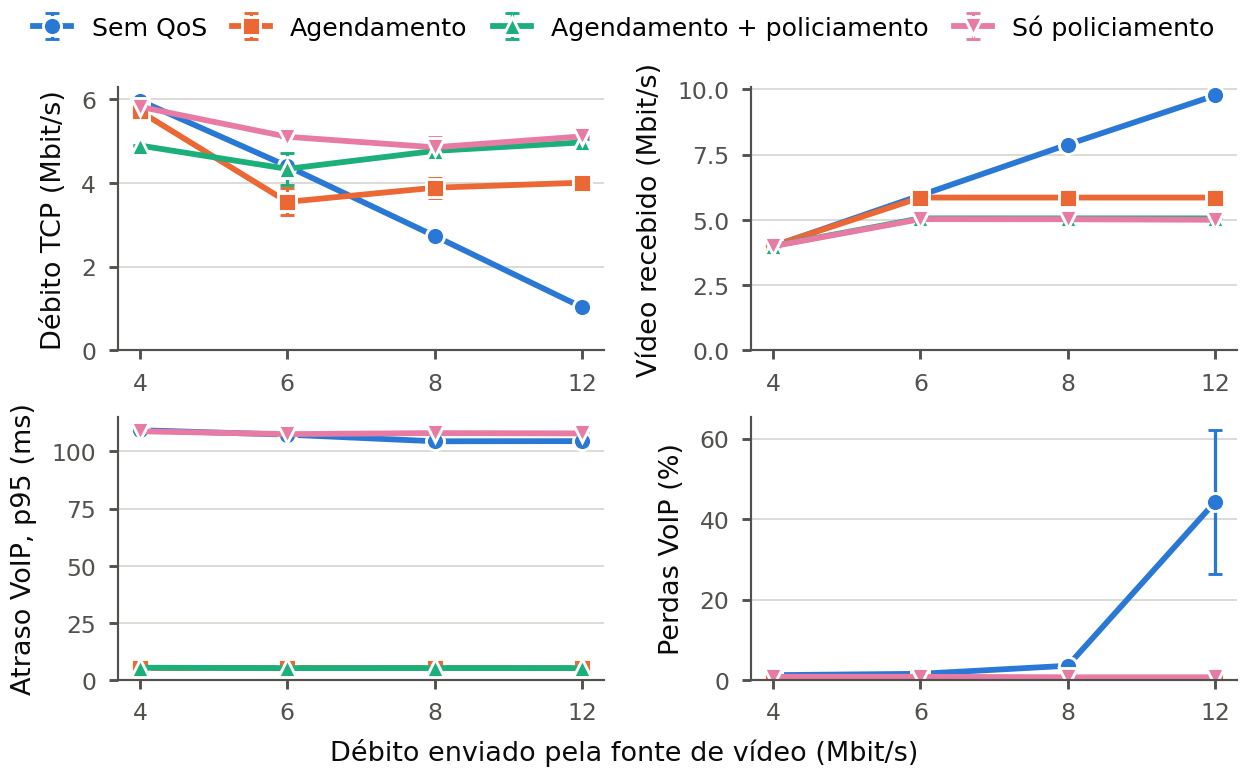 Sem QoS Agendamento Agendamento + policiamento Só policiamento
Débito TCP (Mbit/s)
6
4
2
0
4 6 8 12
Vídeo recebido (Mbit/s)
10.0
7.5
5.0
2.5
0.0
4 6 8 12
Atraso VoIP, p95 (ms)
100
75
50
25
0
4 6 8 12
Perdas VoIP (%)
60
40
20
0
4 6 8 12
Débito enviado pela fonte de vídeo (Mbit/s)